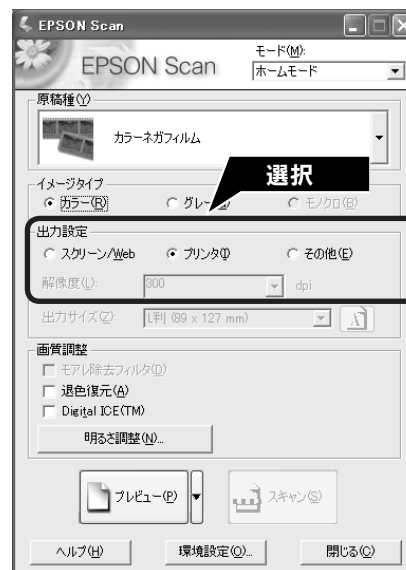 EPSON Scan
EPSON Scan
モード(M):
ホームモード
原稿種(Y)
カラーネガフィルム
選択
イメージタイプ
カラー(R)
グレー
モノクロ(B)
出力設定
スクリーン/Web
プリンタ(I)
その他(E)
解像度(L):
300
dpi
出力サイズ(Z):
L判 (89 x 127 mm)
画質調整
モアレ除去フィルタ(D)
退色復元(A)
Digital ICE(TM)
明るさ調整(N)...
プレビュー(P)
スキャン(S)
ヘルプ(H)
環境設定(O)...
閉じる(C)